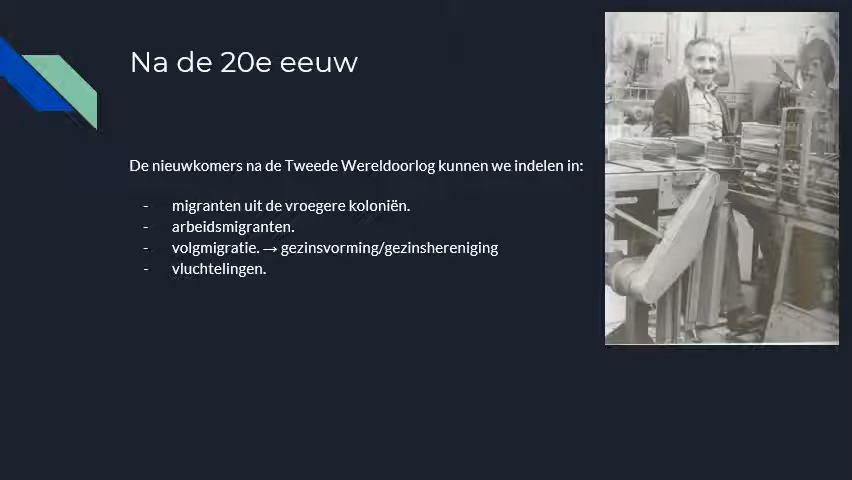 Na de 20e eeuw
De nieuwkomers na de Tweede Wereldoorlog kunnen we indelen in:
- migranten uit de vroegere koloniën.
- arbeidsmigranten.
- volgmigratie. → gezinsvorming/gezinshereniging
- vluchtelingen.